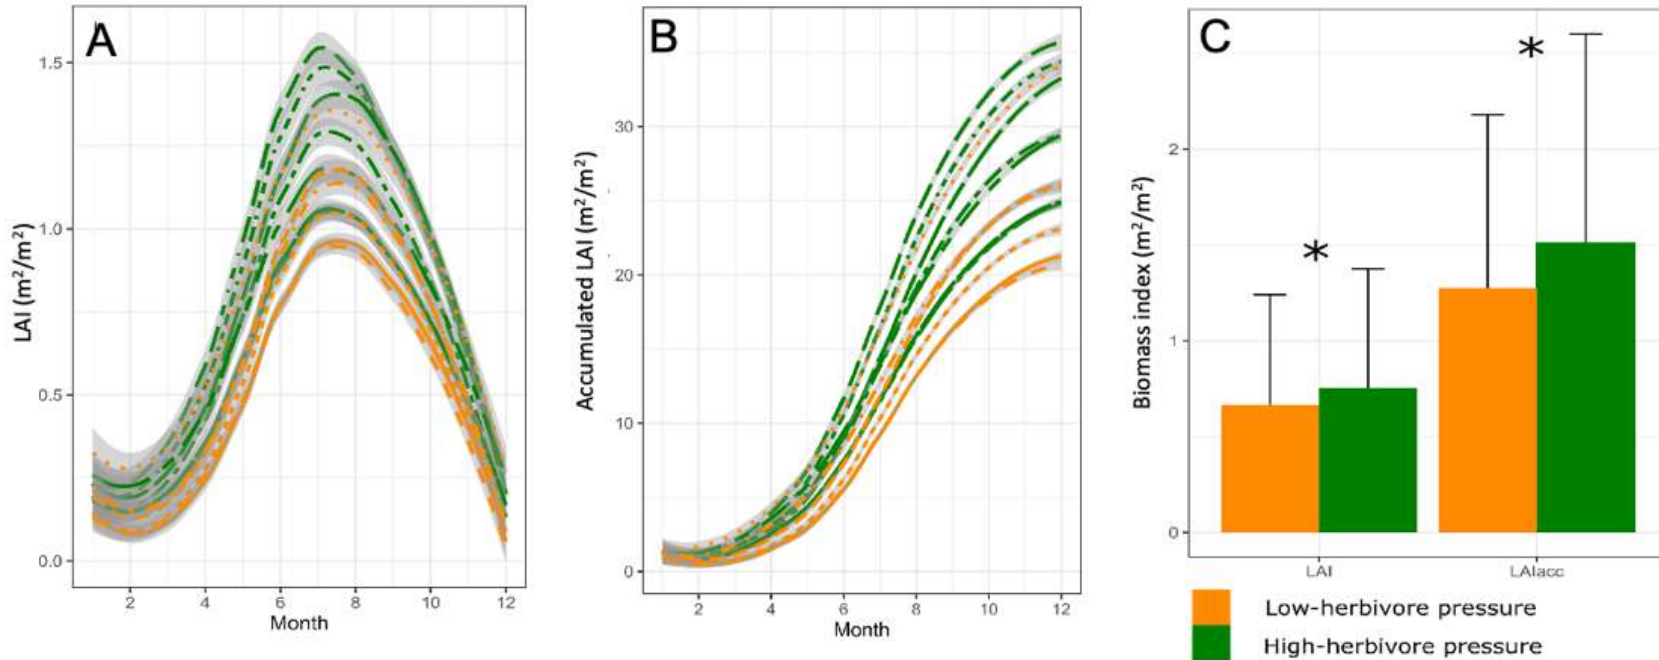 A
LAI (m²/m²)
1.5
1.0
0.5
0.0
2 4 6 8 10 12
Month
B
Accumulated LAI (m²/m²)
30
20
10
0
2 4 6 8 10 12
Month
C
Biomass index (m²/m²)
2
1
0
*
*
LAI LAIacc
Low-herbivore pressure
High-herbivore pressure